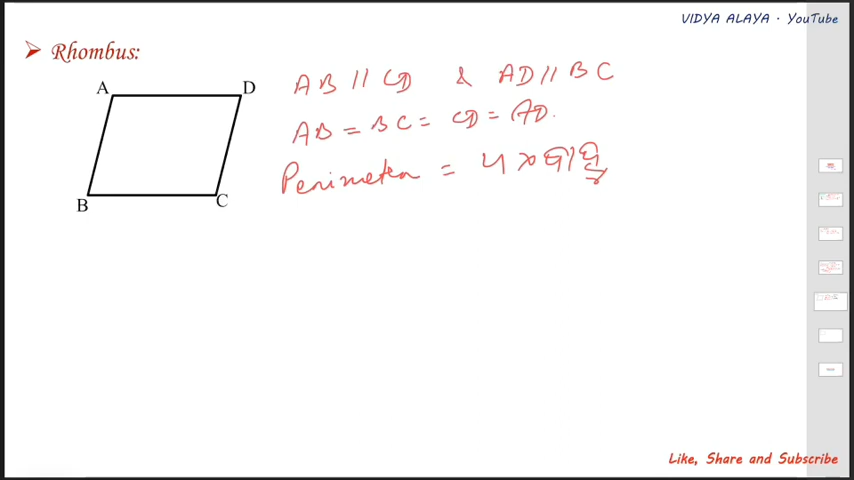 VIDYA ALAYA · YouTube
➢ Rhombus:
A D
AB // CD & AD // BC
AB = BC = CD = AD.
Perimeter = 4 ×
B C
Like, Share and Subscribe